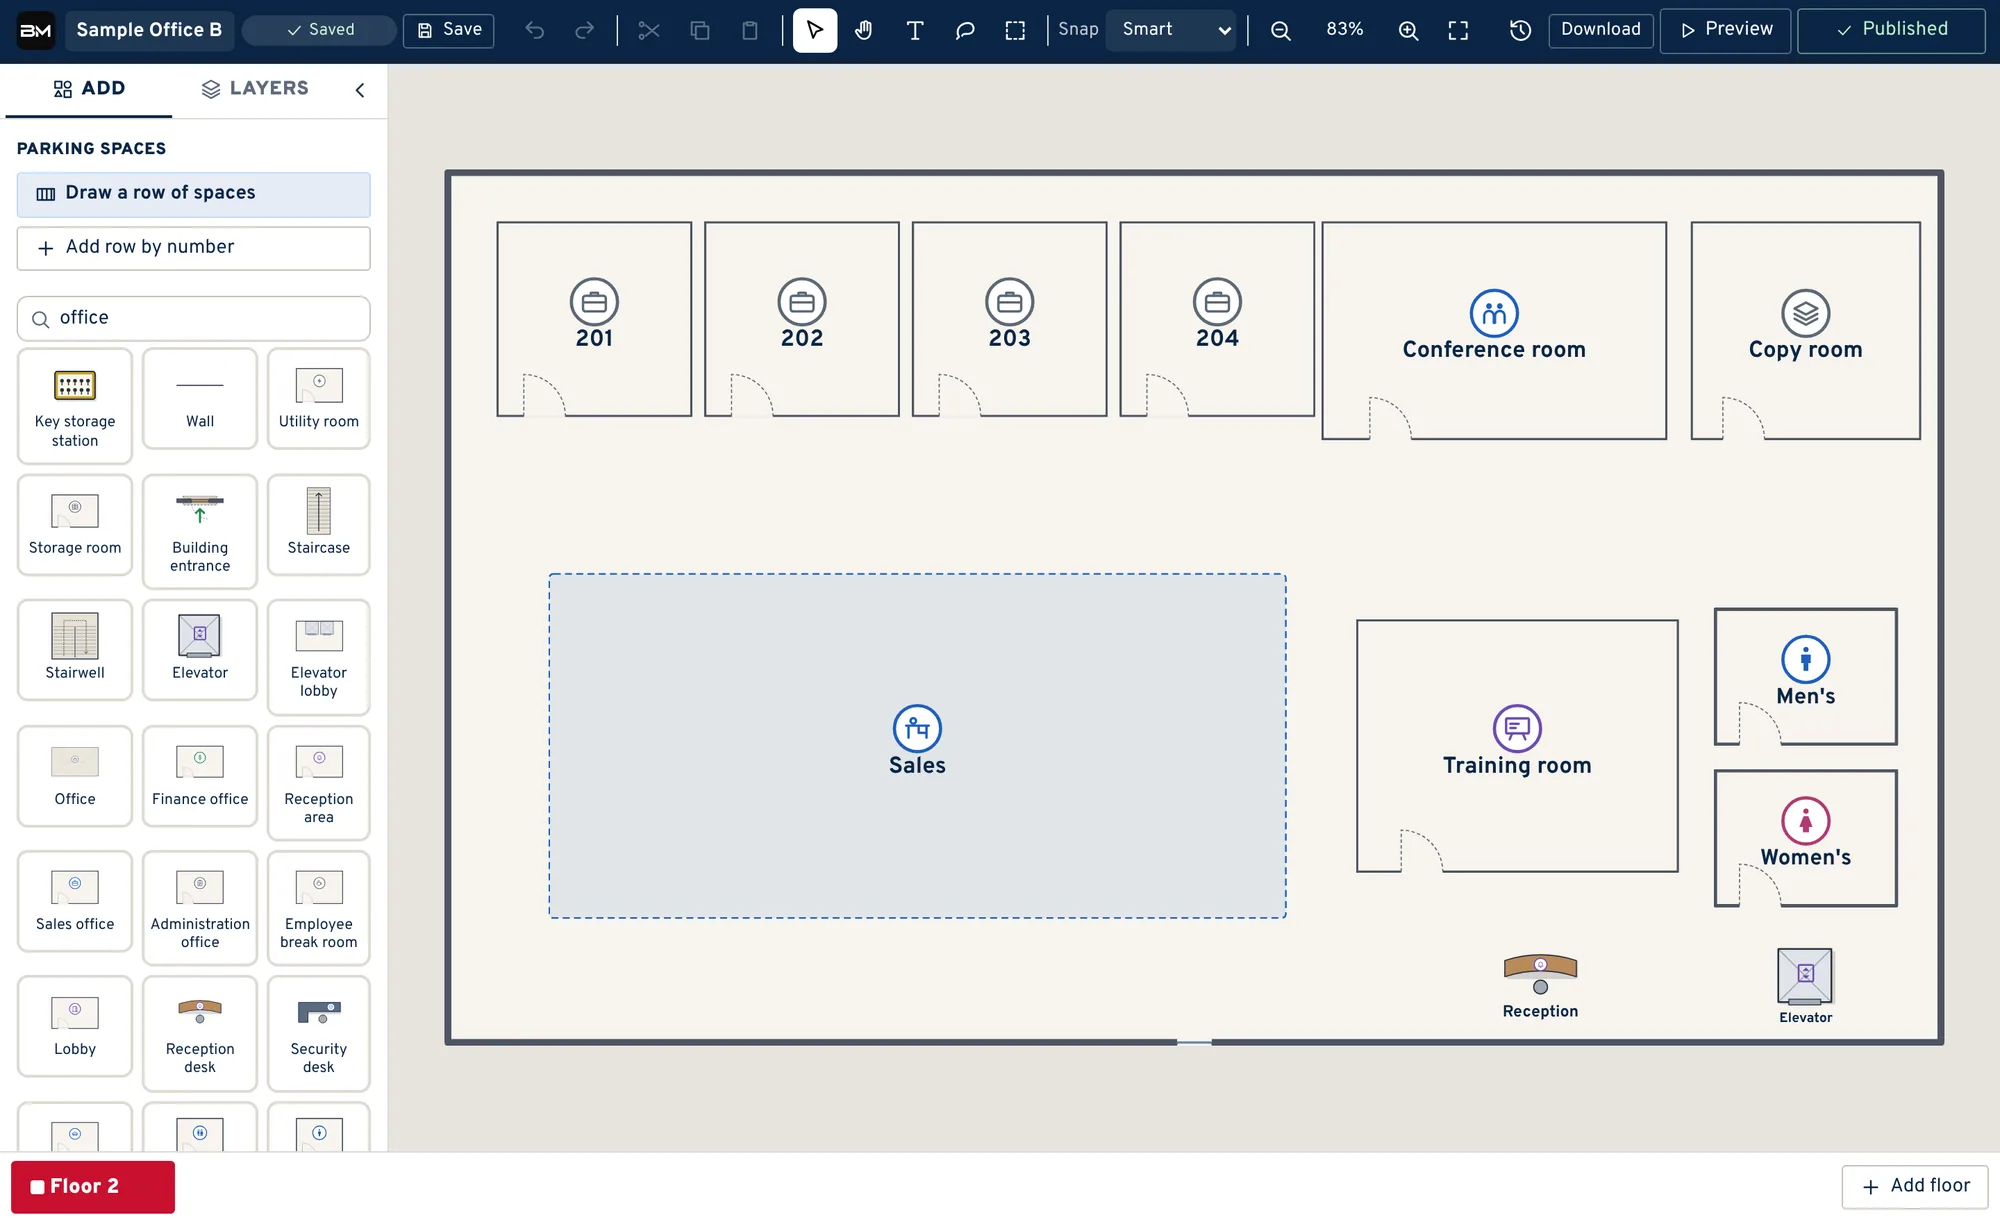 BM Sample Office B Saved Save Snap Smart 83% Download Preview Published
ADD LAYERS
PARKING SPACES
Draw a row of spaces
Add row by number
office
Key storage
station
Wall
Utility room
Storage room
Building
entrance
Staircase
Stairwell
Elevator
Elevator
lobby
Office
Finance office
Reception
area
Sales office
Administration
office
Employee
break room
Lobby
Reception
desk
Security
desk
201
202
203
204
Conference room
Copy room
Sales
Training room
Men's
Women's
Reception
Elevator
Floor 2
Add floor